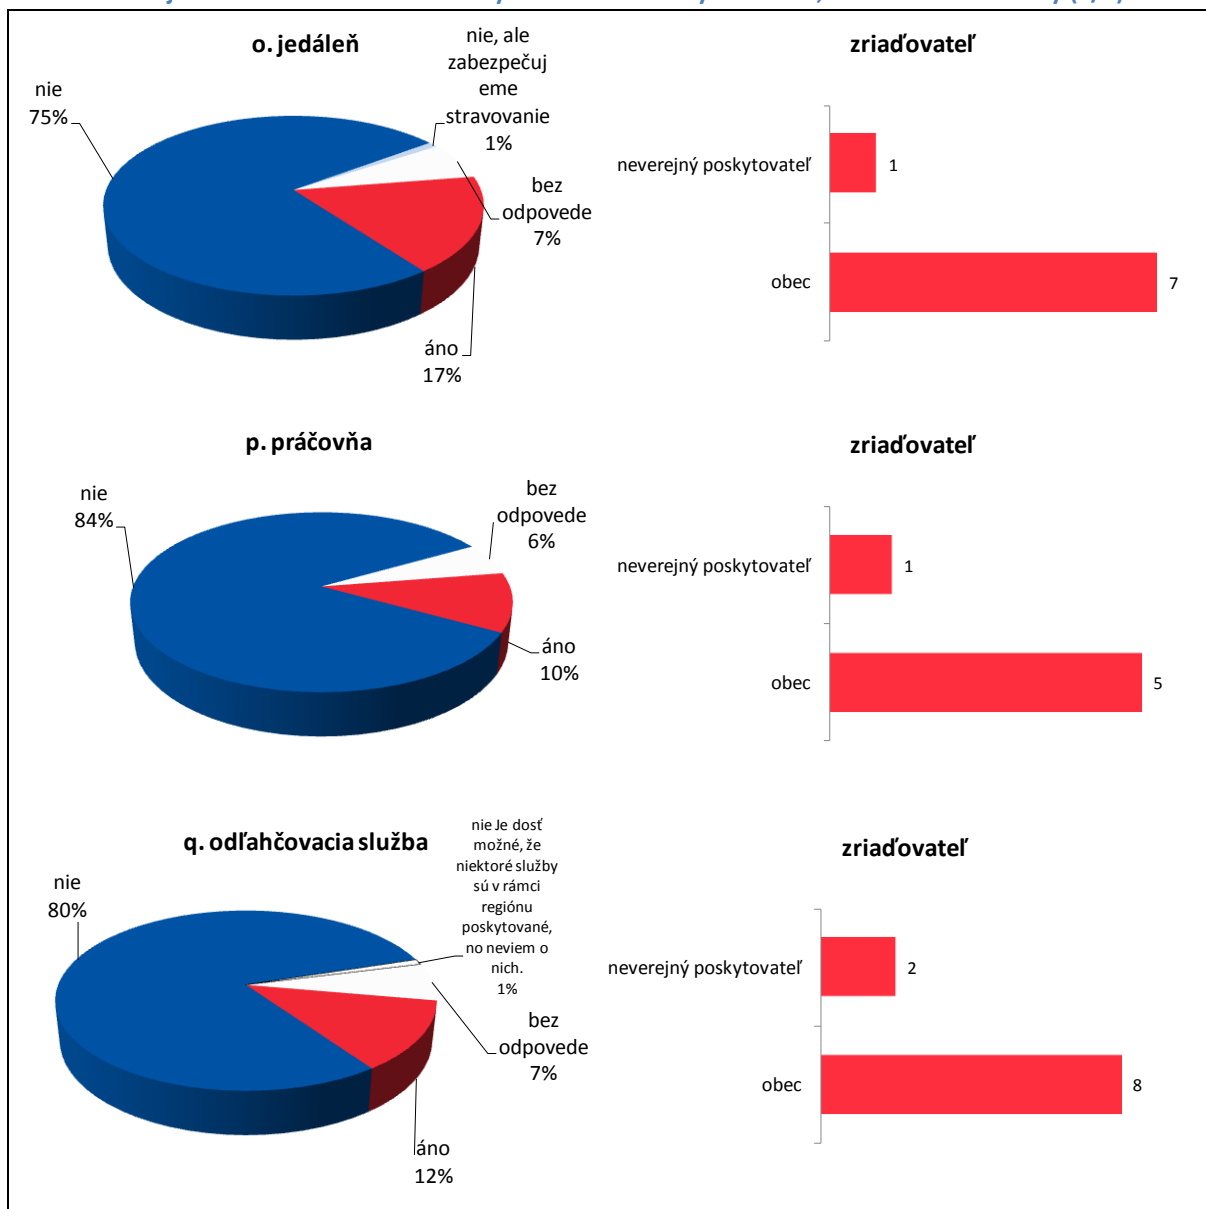 o. jedáleň
nie
75%
nie, ale
zabezpečuj
eme
stravovanie
1%
bez
odpovede
7%
áno
17%
zriaďovateľ
neverejný poskytovateľ
1
obec
7
p. práčovňa
nie
84%
bez
odpovede
6%
áno
10%
zriaďovateľ
neverejný poskytovateľ
1
obec
5
q. odľahčovacia služba
nie
80%
nie Je dosť
možné, že
niektoré služby
sú v rámci
regiónu
poskytované,
no neviem o
nich.
1%
bez
odpovede
7%
áno
12%
zriaďovateľ
neverejný poskytovateľ
2
obec
8